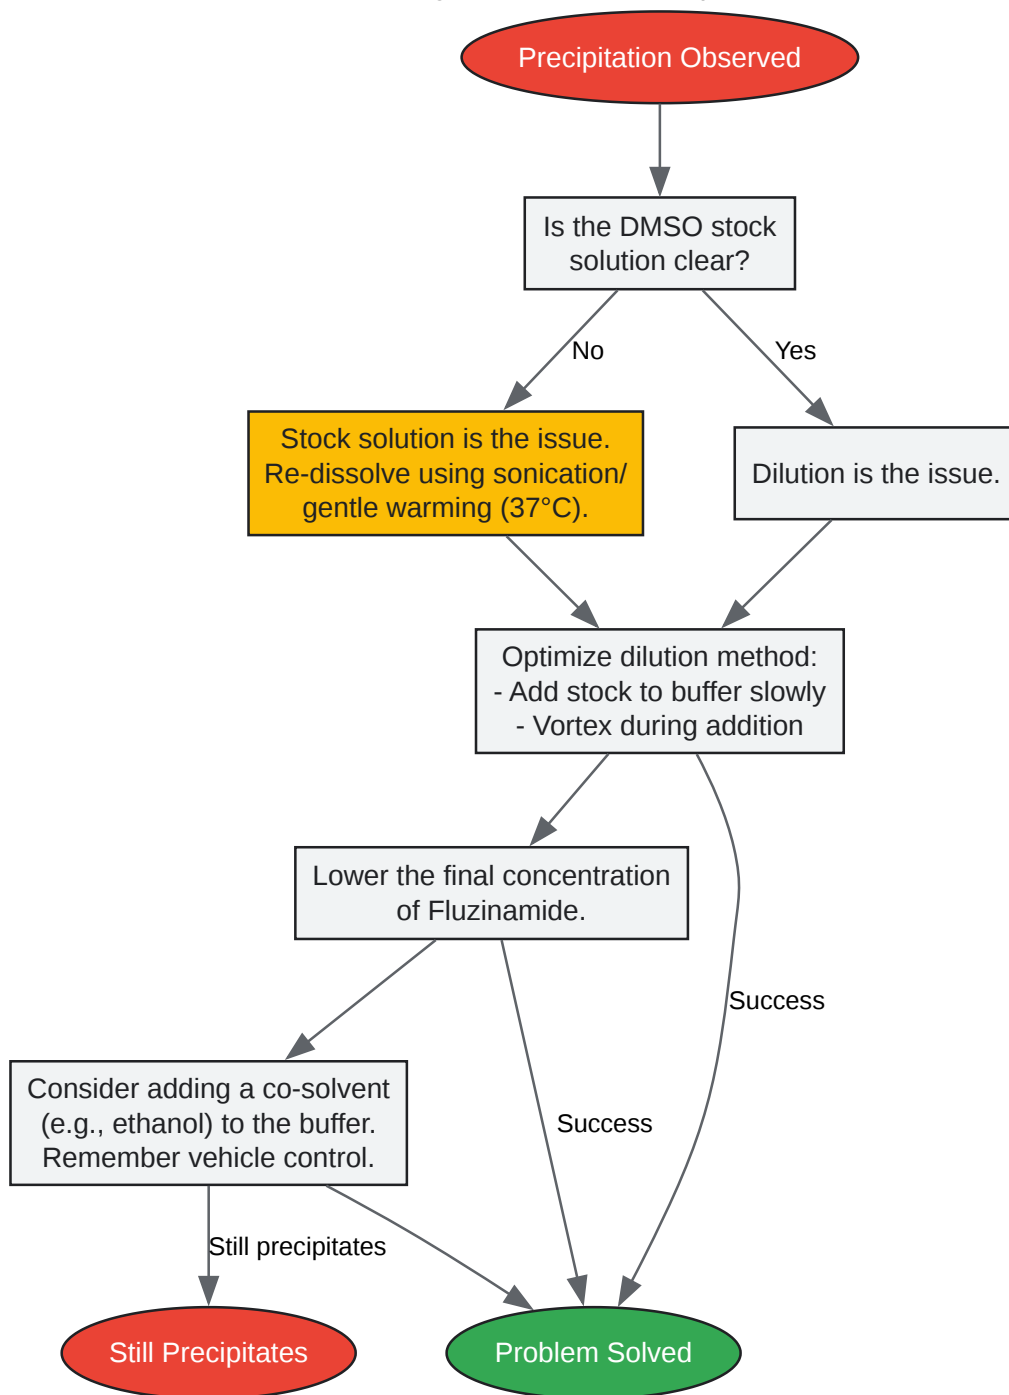 Precipitation Observed
Is the DMSO stock
solution clear?
No
Yes
Stock solution is the issue.
Re-dissolve using sonication/
gentle warming (37°C).
Dilution is the issue.
Optimize dilution method:
- Add stock to buffer slowly
- Vortex during addition
Lower the final concentration
of Fluzinamide.
Success
Consider adding a co-solvent
(e.g., ethanol) to the buffer.
Remember vehicle control.
Success
Still precipitates
Still Precipitates
Problem Solved